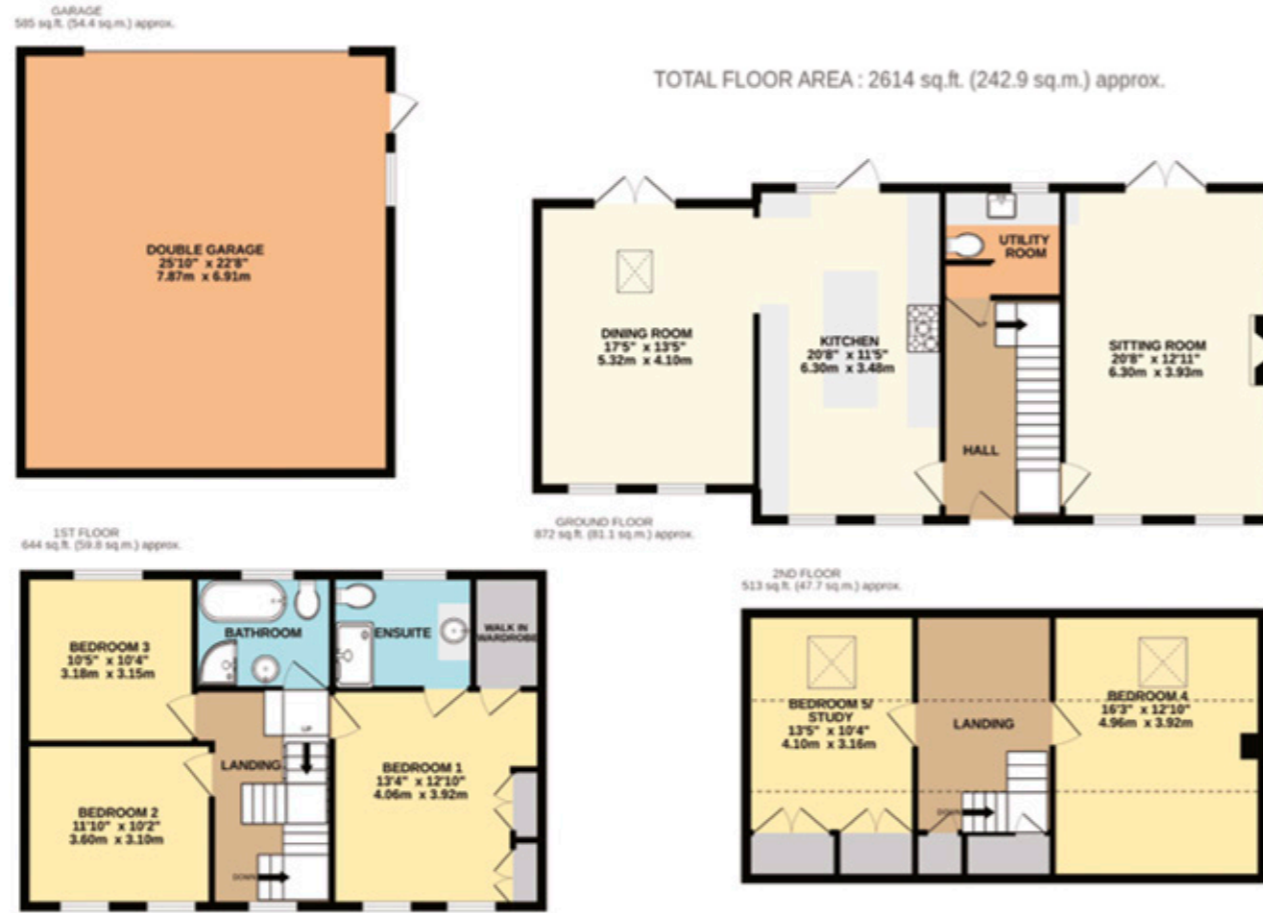 GARAGE
585 sq.ft. (54.4 sq.m.) approx.
TOTAL FLOOR AREA : 2614 sq.ft. (242.9 sq.m.) approx.
DOUBLE GARAGE
25'10" x 22'8"
7.87m x 6.91m
DINING ROOM
17'5" x 13'5"
5.32m x 4.10m
KITCHEN
20'8" x 11'5"
6.30m x 3.48m
UTILITY
ROOM
UP
HALL
SITTING ROOM
20'8" x 12'11"
6.30m x 3.93m
GROUND FLOOR
872 sq.ft. (81.1 sq.m.) approx.
1ST FLOOR
644 sq.ft. (59.8 sq.m.) approx.
BEDROOM 3
10'5" x 10'4"
3.18m x 3.15m
BATHROOM
ENSUITE
WALK IN
WARDROBE
UP
LANDING
BEDROOM 1
13'4" x 12'10"
4.06m x 3.92m
BEDROOM 2
11'10" x 10'2"
3.60m x 3.10m
DOWN
2ND FLOOR
513 sq.ft. (47.7 sq.m.) approx.
BEDROOM 5/
STUDY
13'5" x 10'4"
4.10m x 3.16m
LANDING
BEDROOM 4
16'3" x 12'10"
4.96m x 3.92m
DOWN